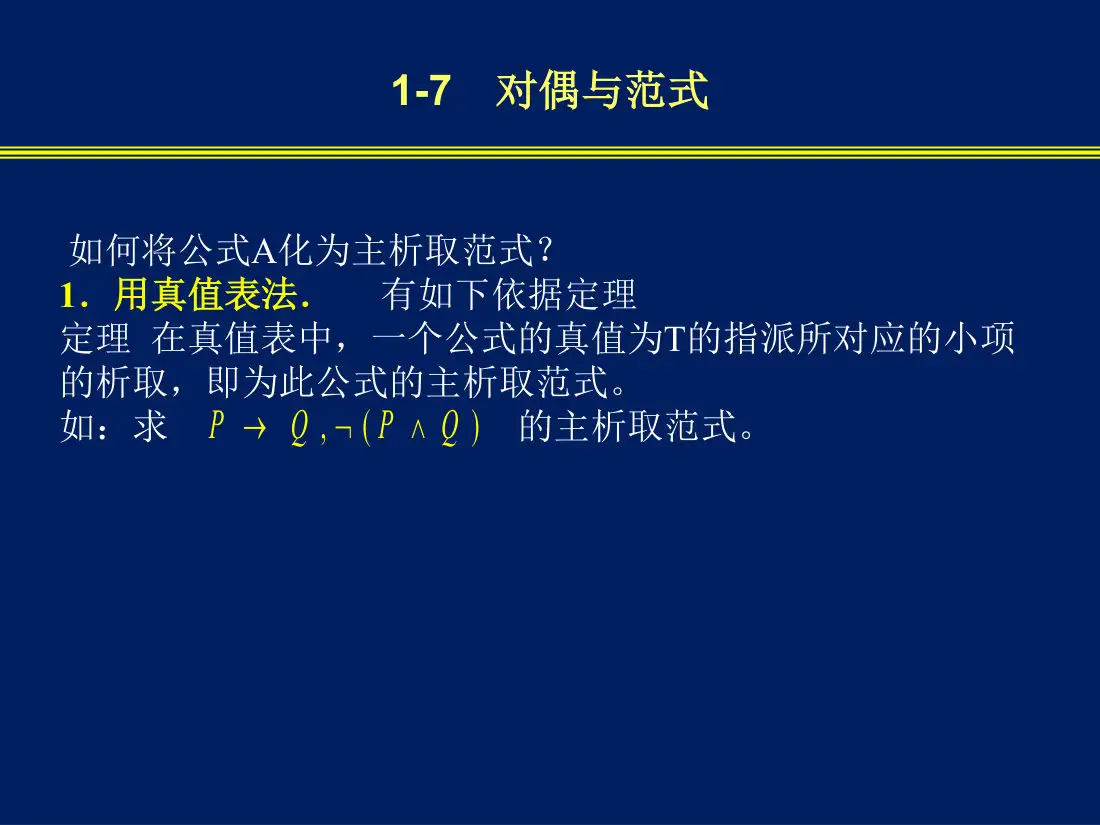 1-7 对偶与范式
如何将公式A化为主析取范式？
1．用真值表法． 有如下依据定理
定理 在真值表中，一个公式的真值为T的指派所对应的小项
的析取，即为此公式的主析取范式。
如：求 P → Q ,¬ ( P ∧ Q ) 的主析取范式。